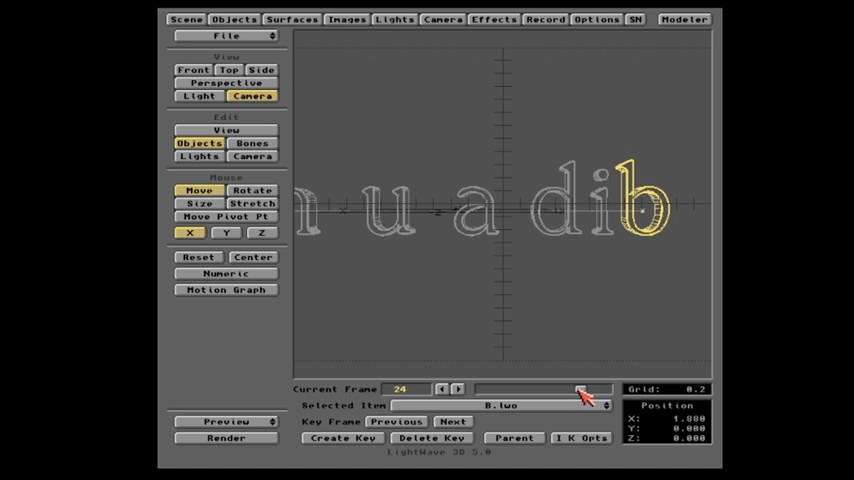 Scene Objects Surfaces Images Lights Camera Effects Record Options SN Modeler
File
View
Front Top Side
Perspective
Light Camera
Edit
View
Objects Bones
Lights Camera
Mouse
Move Rotate
Size Stretch
Move Pivot Pt
X Y Z
Reset Center
Numeric
Motion Graph
u a d i b
Current Frame 24
Grid: 0.2
Selected Item B.lwo
Position
X: 1.880
Y: 0.000
Z: 0.000
Key Frame Previous Next
Create Key Delete Key Parent I K Opts
Preview
Render
LightWave 3D 5.0